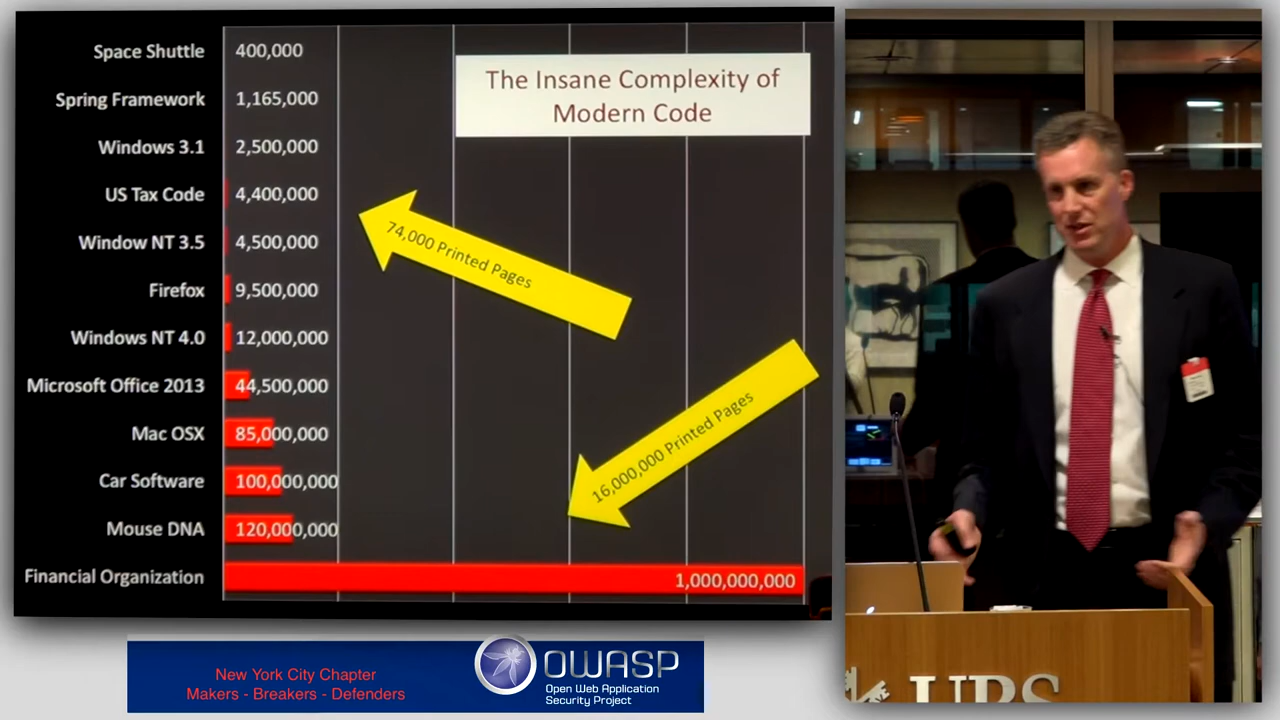 The Insane Complexity of
Modern Code
Space Shuttle 400,000
Spring Framework 1,165,000
Windows 3.1 2,500,000
US Tax Code 4,400,000
Window NT 3.5 4,500,000
Firefox 9,500,000
Windows NT 4.0 12,000,000
Microsoft Office 2013 44,500,000
Mac OSX 85,000,000
Car Software 100,000,000
Mouse DNA 120,000,000
Financial Organization 1,000,000,000
74,000 Printed Pages
16,000,000 Printed Pages
New York City Chapter
Makers - Breakers - Defenders
OWASP
Open Web Application
Security Project
UBS